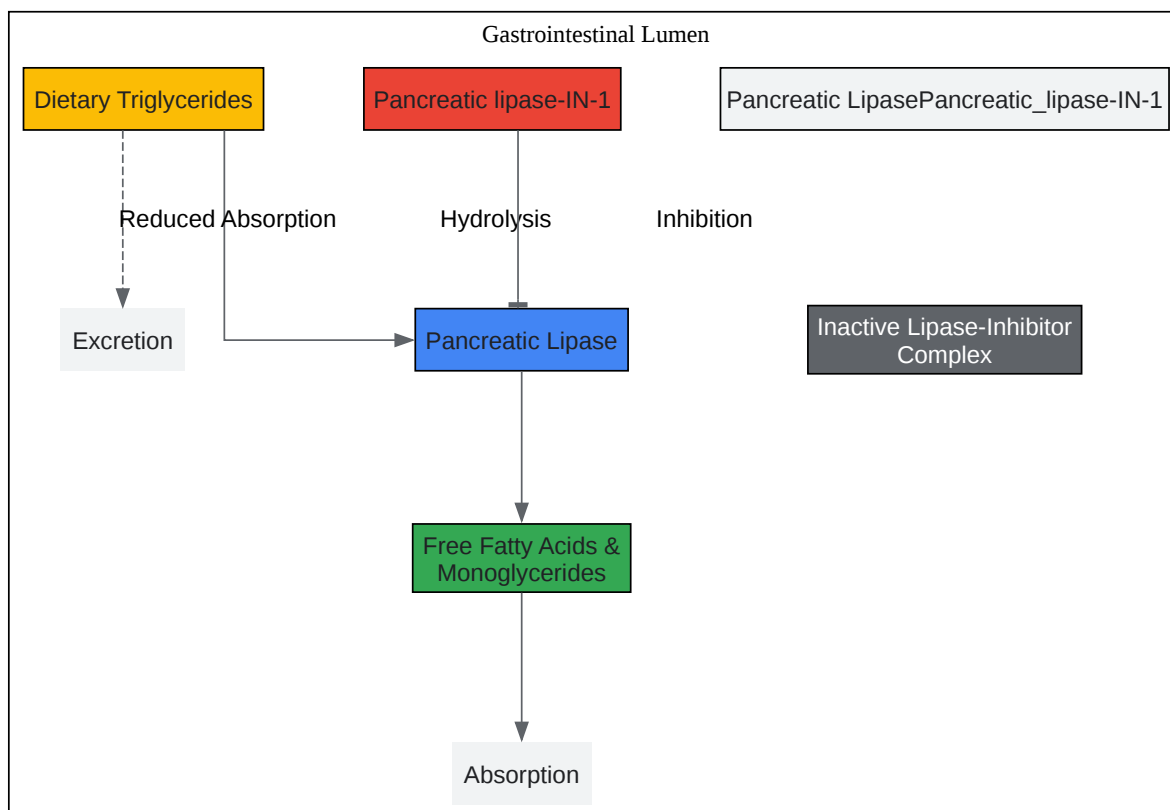 Gastrointestinal Lumen
Dietary Triglycerides
Pancreatic lipase-IN-1
Pancreatic LipasePancreatic_lipase-IN-1
Reduced Absorption
Hydrolysis
Inhibition
Excretion
Pancreatic Lipase
Inactive Lipase-Inhibitor
Complex
Free Fatty Acids &
Monoglycerides
Absorption